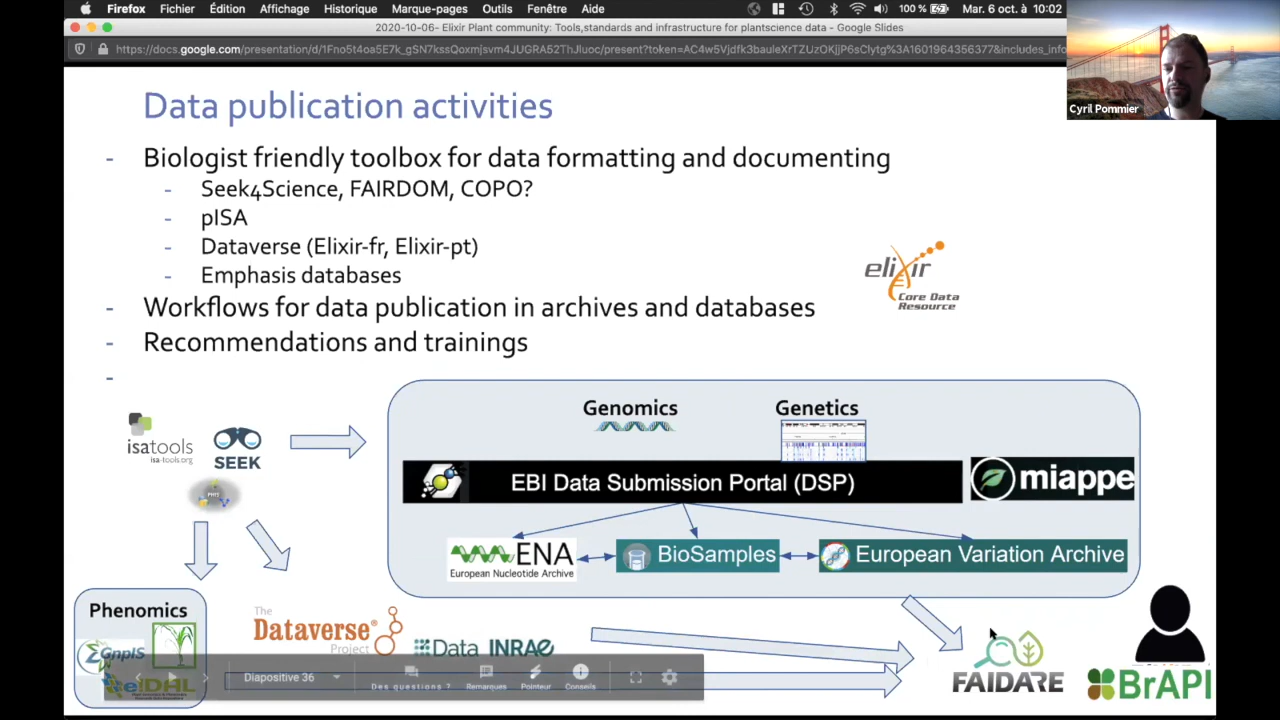 Firefox Fichier Édition Affichage Historique Marque-pages Outils Fenêtre Aide 100 % Mar. 6 oct. à 10:02
2020-10-06- Elixir Plant community: Tools,standards and infrastructure for plantscience data - Google Slides
https://docs.google.com/presentation/d/1Fno5t4oa5E7k_gSN7kssQoxmjsvm4JUGRA52ThJIuoc/present?token=AC4w5Vjdfk3bauleXrTZUzOKjjP6sClytg%3A1601964356377&includes_info
Cyril Pommier
Data publication activities
- Biologist friendly toolbox for data formatting and documenting
- Seek4Science, FAIRDOM, COPO?
- pISA
- Dataverse (Elixir-fr, Elixir-pt)
- Emphasis databases
elixir
Core Data
Resource
- Workflows for data publication in archives and databases
- Recommendations and trainings
-
Genomics Genetics
isatools
isa-tools.org
SEEK
EBI Data Submission Portal (DSP)
miappe
PHIS
ENA
European Nucleotide Archive
BioSamples
European Variation Archive
Phenomics
The
Dataverse
Project
Data INRAE
GnpIS
Diapositive 36
Des questions ? Remarques Pointeur Conseils
FAIDARE
BrAPI